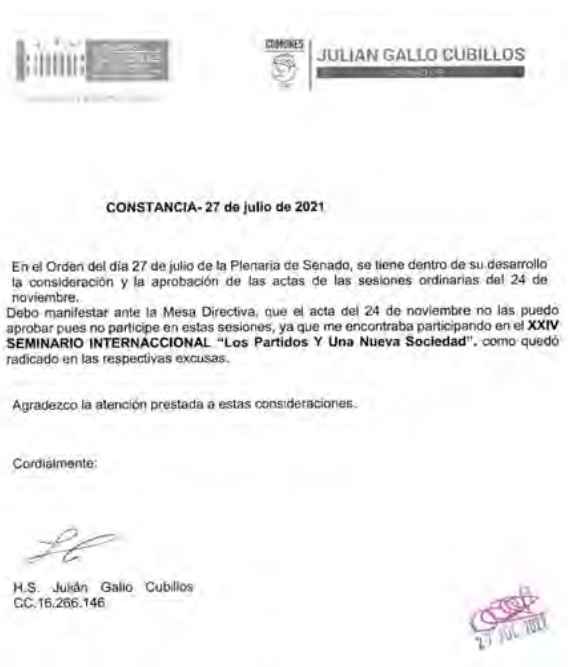 COMUNES
JULIAN GALLO CUBILLOS
CONSTANCIA- 27 de julio de 2021
En el Orden del día 27 de julio de la Plenaria de Senado, se tiene dentro de su desarrollo
la consideración y la aprobación de las actas de las sesiones ordinarias del 24 de
noviembre.
Debo manifestar ante la Mesa Directiva, que el acta del 24 de noviembre no las puedo
aprobar pues no participe en estas sesiones, ya que me encontraba participando en el XXIV
SEMINARIO INTERNACCIONAL “Los Partidos Y Una Nueva Sociedad”. como quedó
radicado en las respectivas excusas.
Agradezco la atención prestada a estas consideraciones.
Cordialmente:
H.S. Julián Gallo Cubillos
CC.16.266.146
27 JUL 2021